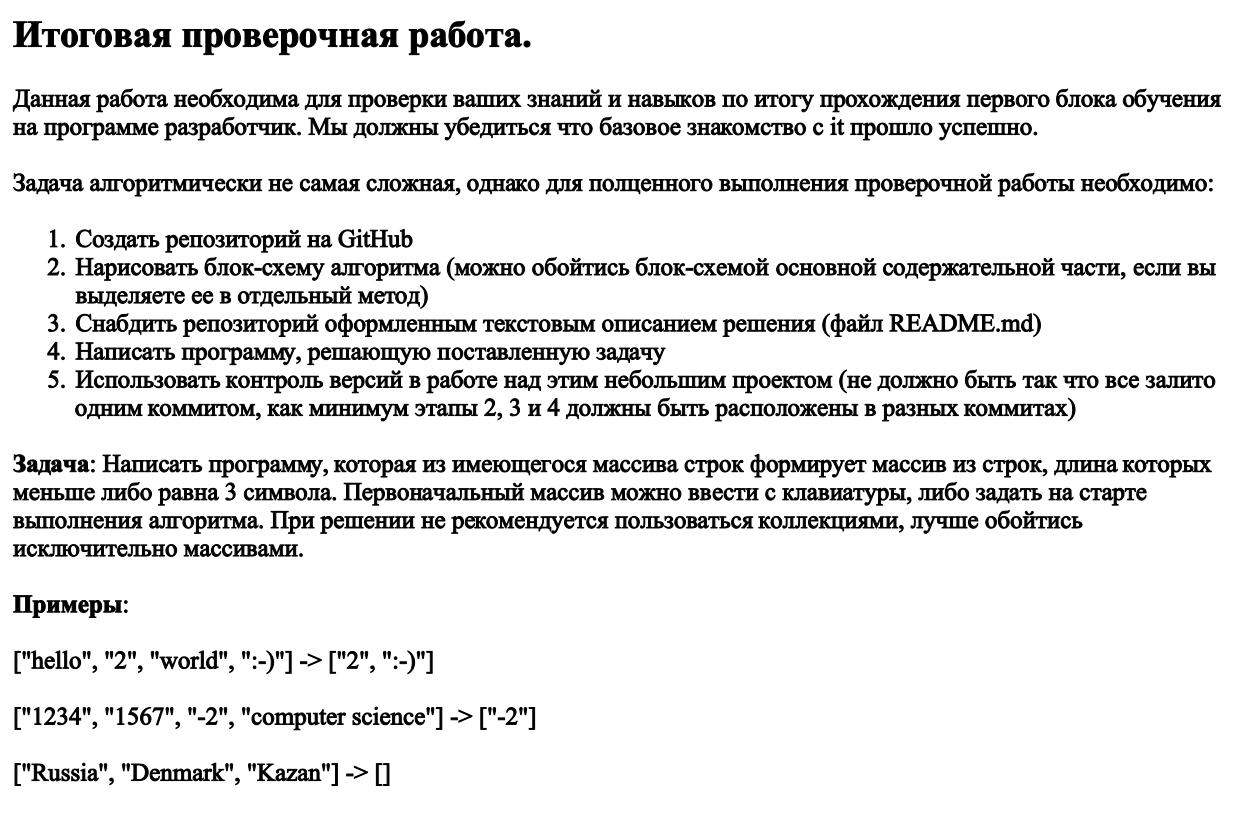 Итоговая проверочная работа.
Данная работа необходима для проверки ваших знаний и навыков по итогу прохождения первого блока обучения
на программе разработчик. Мы должны убедиться что базовое знакомство с it прошло успешно.
Задача алгоритмически не самая сложная, однако для полценного выполнения проверочной работы необходимо:
1. Создать репозиторий на GitHub
2. Нарисовать блок-схему алгоритма (можно обойтись блок-схемой основной содержательной части, если вы
выделяете ее в отдельный метод)
3. Снабдить репозиторий оформленным текстовым описанием решения (файл README.md)
4. Написать программу, решающую поставленную задачу
5. Использовать контроль версий в работе над этим небольшим проектом (не должно быть так что все залито
одним коммитом, как минимум этапы 2, 3 и 4 должны быть расположены в разных коммитах)
Задача: Написать программу, которая из имеющегося массива строк формирует массив из строк, длина которых
меньше либо равна 3 символа. Первоначальный массив можно ввести с клавиатуры, либо задать на старте
выполнения алгоритма. При решении не рекомендуется пользоваться коллекциями, лучше обойтись
исключительно массивами.
Примеры:
["hello", "2", "world", ":-)"] -> ["2", ":-)"]
["1234", "1567", "-2", "computer science"] -> ["-2"]
["Russia", "Denmark", "Kazan"] -> []